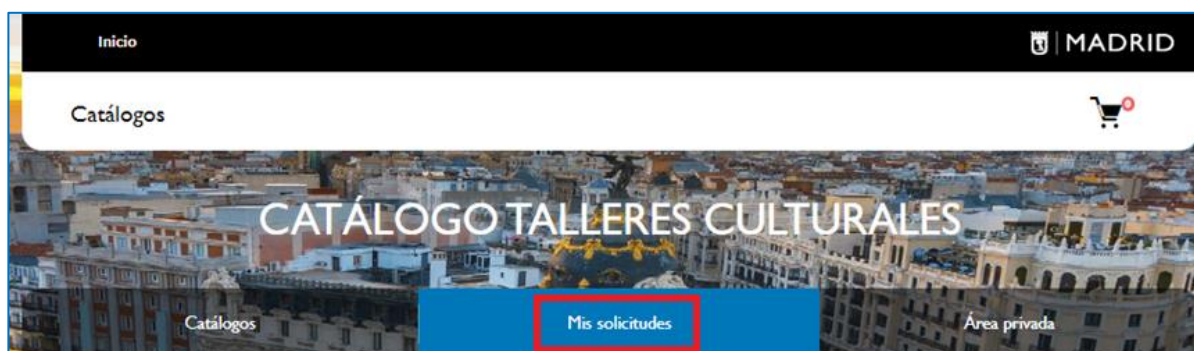 Inicio
MADRID
Catálogos
0
CATÁLOGO TALLERES CULTURALES
Catálogos
Mis solicitudes
Área privada